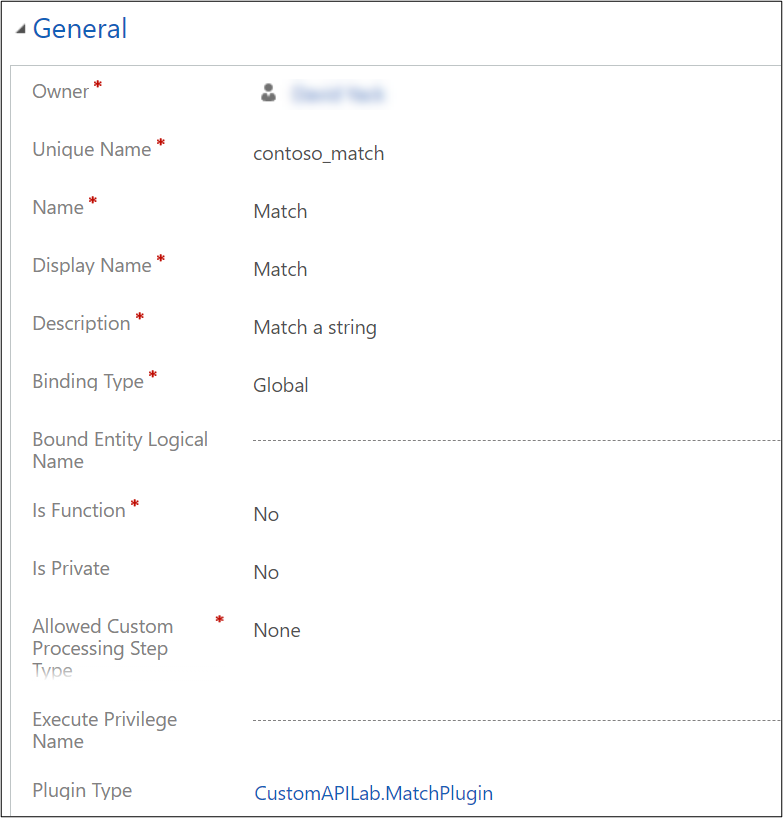 General
Owner *
Unique Name * contoso_match
Name * Match
Display Name * Match
Description * Match a string
Binding Type * Global
Bound Entity Logical
Name
Is Function * No
Is Private No
Allowed Custom * None
Processing Step
Type
Execute Privilege
Name
Plugin Type CustomAPILab.MatchPlugin